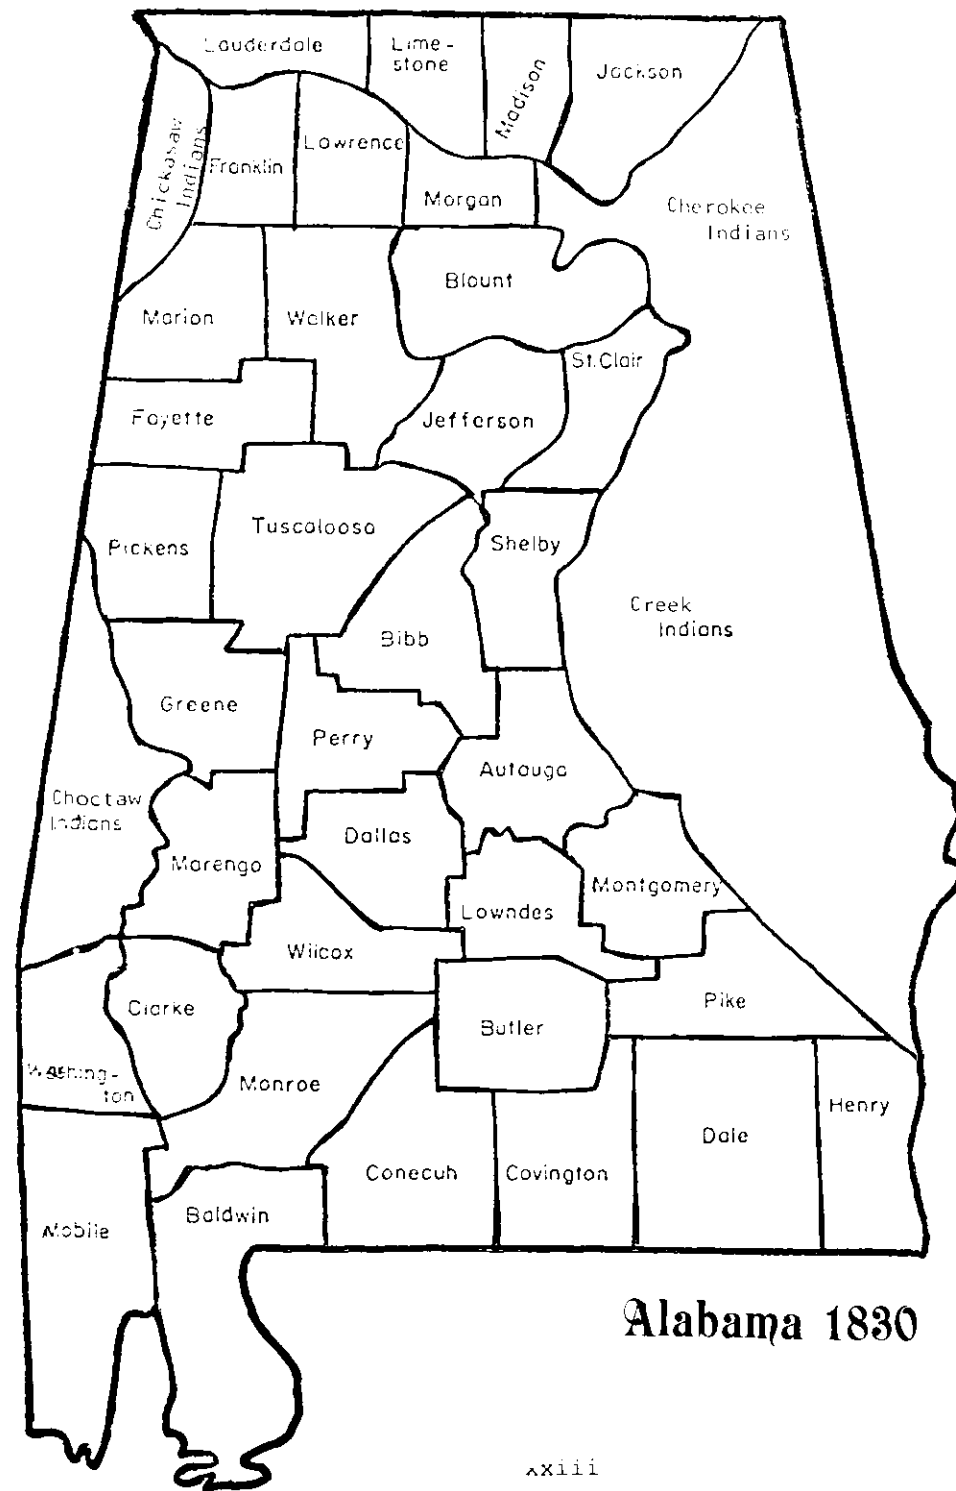 Lauderdale
Lime-
stone
Madison
Jackson
Chickasaw
Indians
Franklin
Lawrence
Morgan
Cherokee
Indians
Blount
Marion
Walker
St. Clair
Fayette
Jefferson
Pickens
Tuscaloosa
Shelby
Creek
Indians
Bibb
Greene
Perry
Autauga
Choctaw
Indians
Dallas
Marengo
Montgomery
Lowndes
Wilcox
Clarke
Pike
Butler
Washing-
ton
Monroe
Henry
Dale
Conecuh
Covington
Baldwin
Mobile
Alabama 1830
xxiii